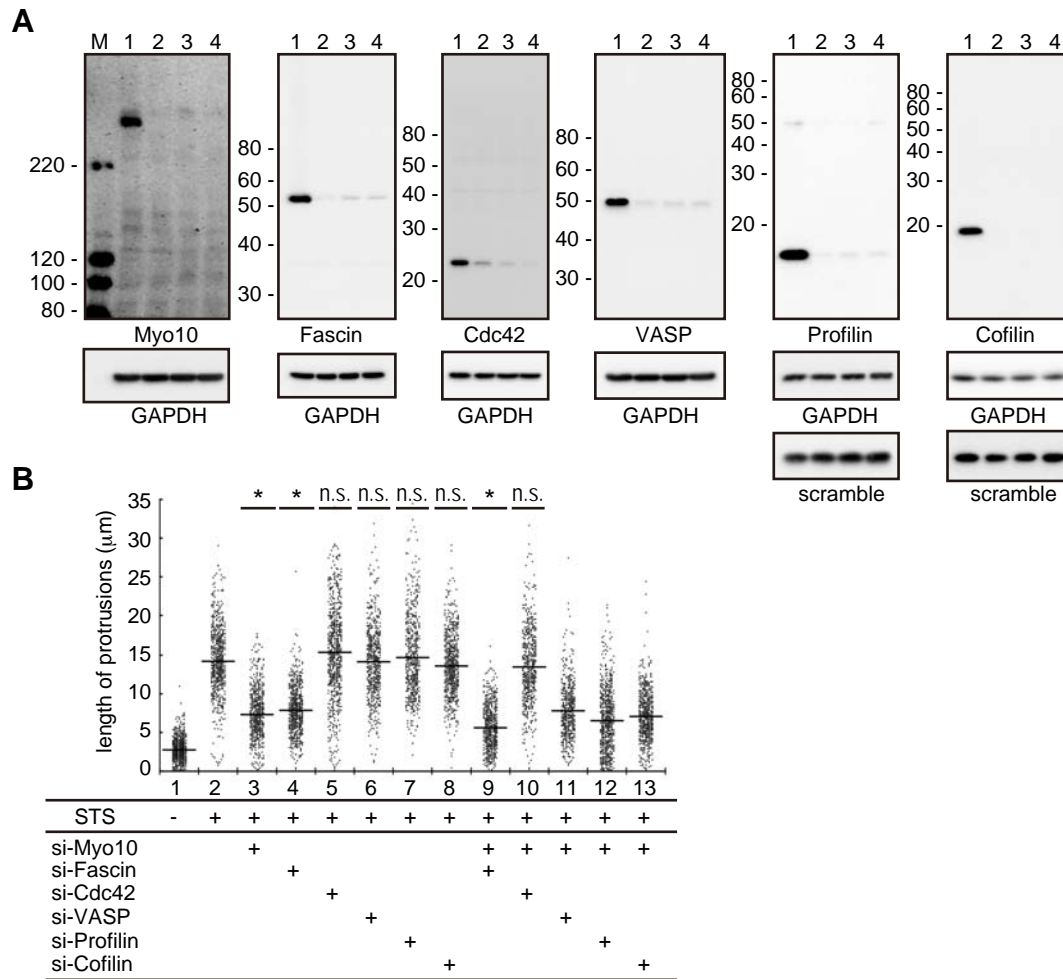 A
M 1 2 3 4
220 -
120 -
100 -
80 -
Myo10
GAPDH
1 2 3 4
80 -
60 -
50 -
40 -
30 -
Fascin
GAPDH
1 2 3 4
80 -
50 -
40 -
30 -
20 -
Cdc42
GAPDH
1 2 3 4
50 -
40 -
30 -
VASP
GAPDH
1 2 3 4
80 -
60 -
50 -
40 -
30 -
20 -
Profilin
GAPDH
scramble
1 2 3 4
80 -
60 -
50 -
40 -
30 -
20 -
Cofilin
GAPDH
scramble
B
length of protrusions (μm)
35
30
25
20
15
10
5
0
* * n.s. n.s. n.s. n.s. * n.s.
1 2 3 4 5 6 7 8 9 10 11 12 13
STS - + + + + + + + + + + + +
si-Myo10 + + + + + +
si-Fascin + +
si-Cdc42 + +
si-VASP + +
si-Profilin + +
si-Cofilin + +